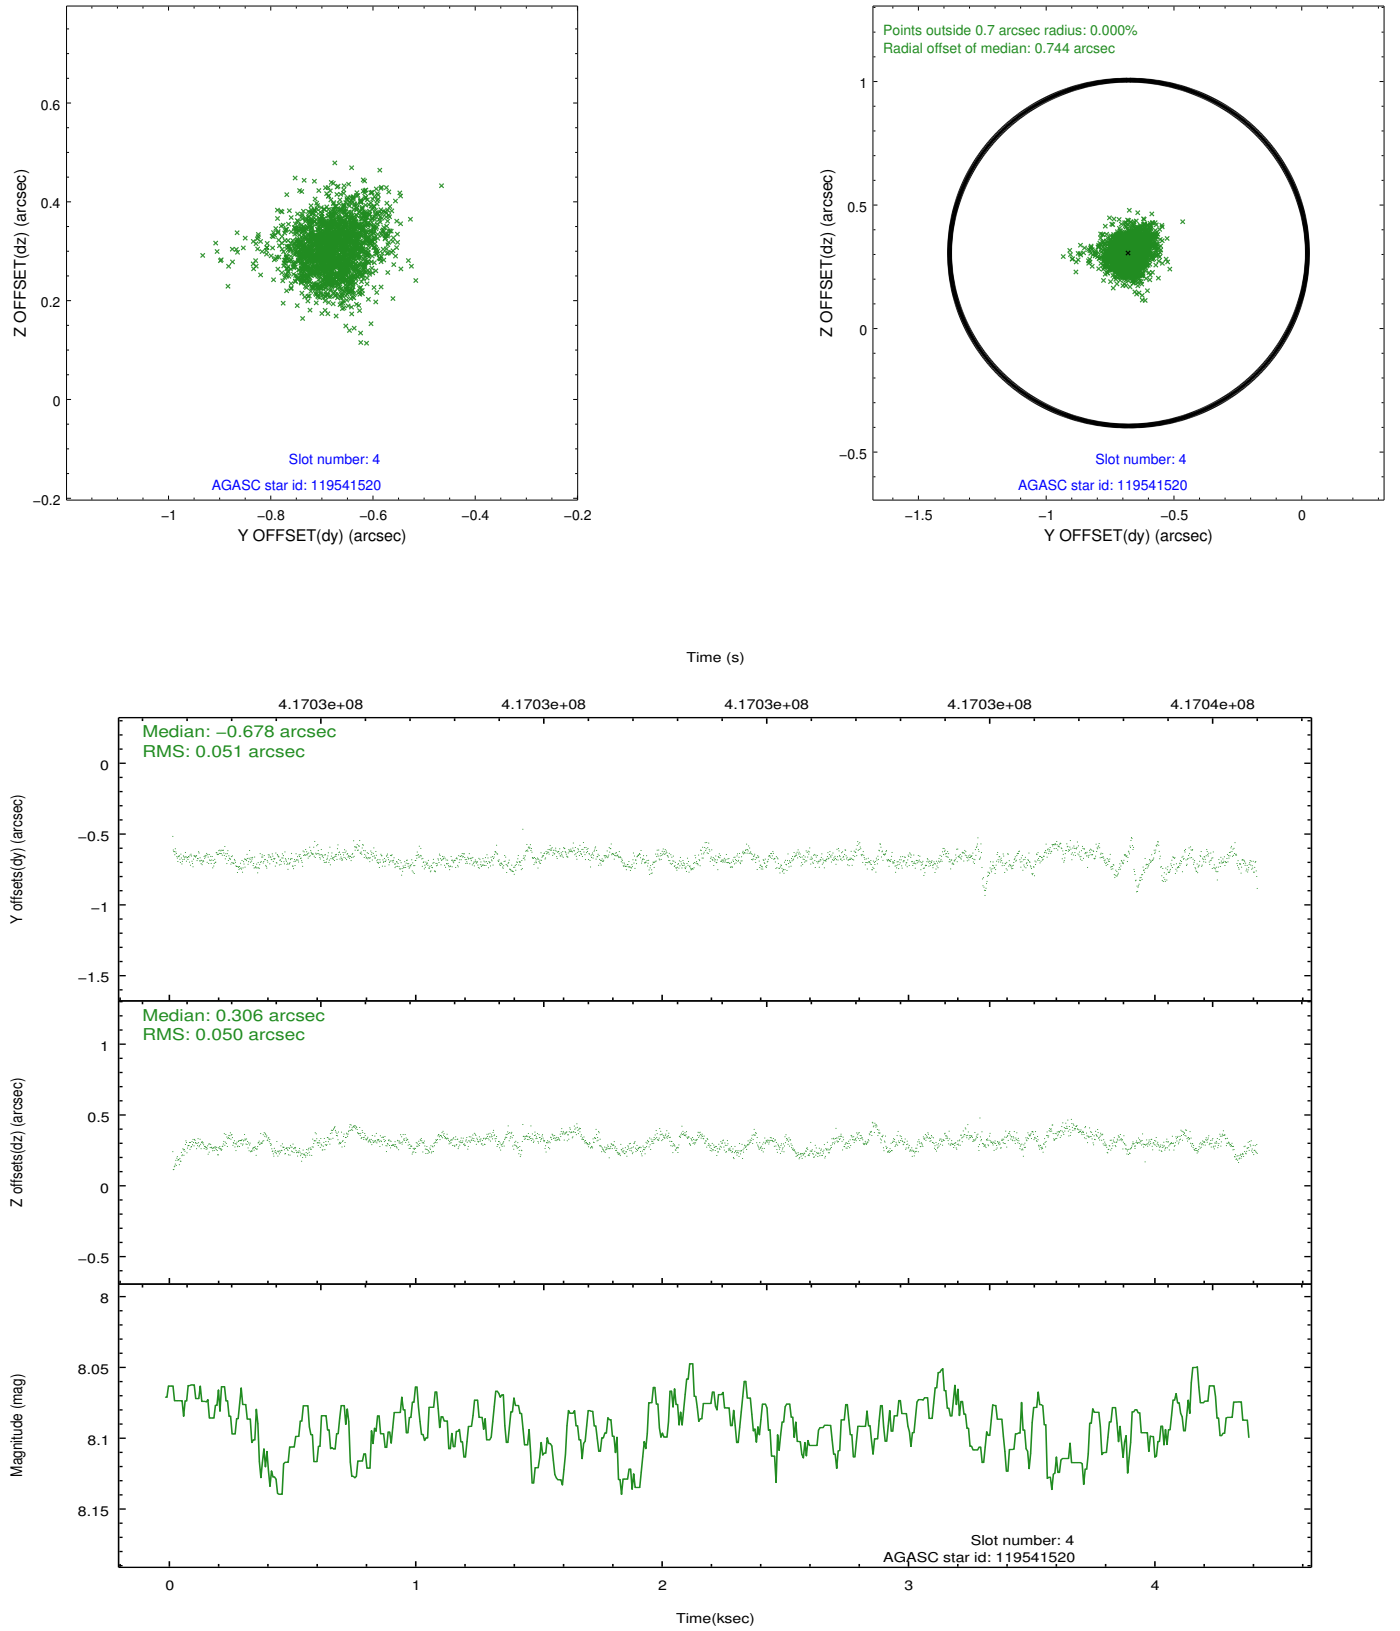 0.6
0.4
0.2
0
−0.2
Z OFFSET(dz) (arcsec)
Slot number: 4
AGASC star id: 119541520
−1
−0.8
−0.6
−0.4
−0.2
Y OFFSET(dy) (arcsec)
Points outside 0.7 arcsec radius: 0.000%
Radial offset of median: 0.744 arcsec
1
0.5
0
−0.5
Z OFFSET(dz) (arcsec)
Slot number: 4
AGASC star id: 119541520
−1.5
−1
−0.5
0
Y OFFSET(dy) (arcsec)
Time (s)
4.1703e+08
4.1703e+08
4.1703e+08
4.1703e+08
4.1704e+08
Median: −0.678 arcsec
RMS: 0.051 arcsec
0
−0.5
−1
−1.5
Y offsets(dy) (arcsec)
Median: 0.306 arcsec
RMS: 0.050 arcsec
1
0.5
0
−0.5
Z offsets(dz) (arcsec)
8
8.05
8.1
8.15
Magnitude (mag)
Slot number: 4
AGASC star id: 119541520
0
1
2
3
4
Time(ksec)